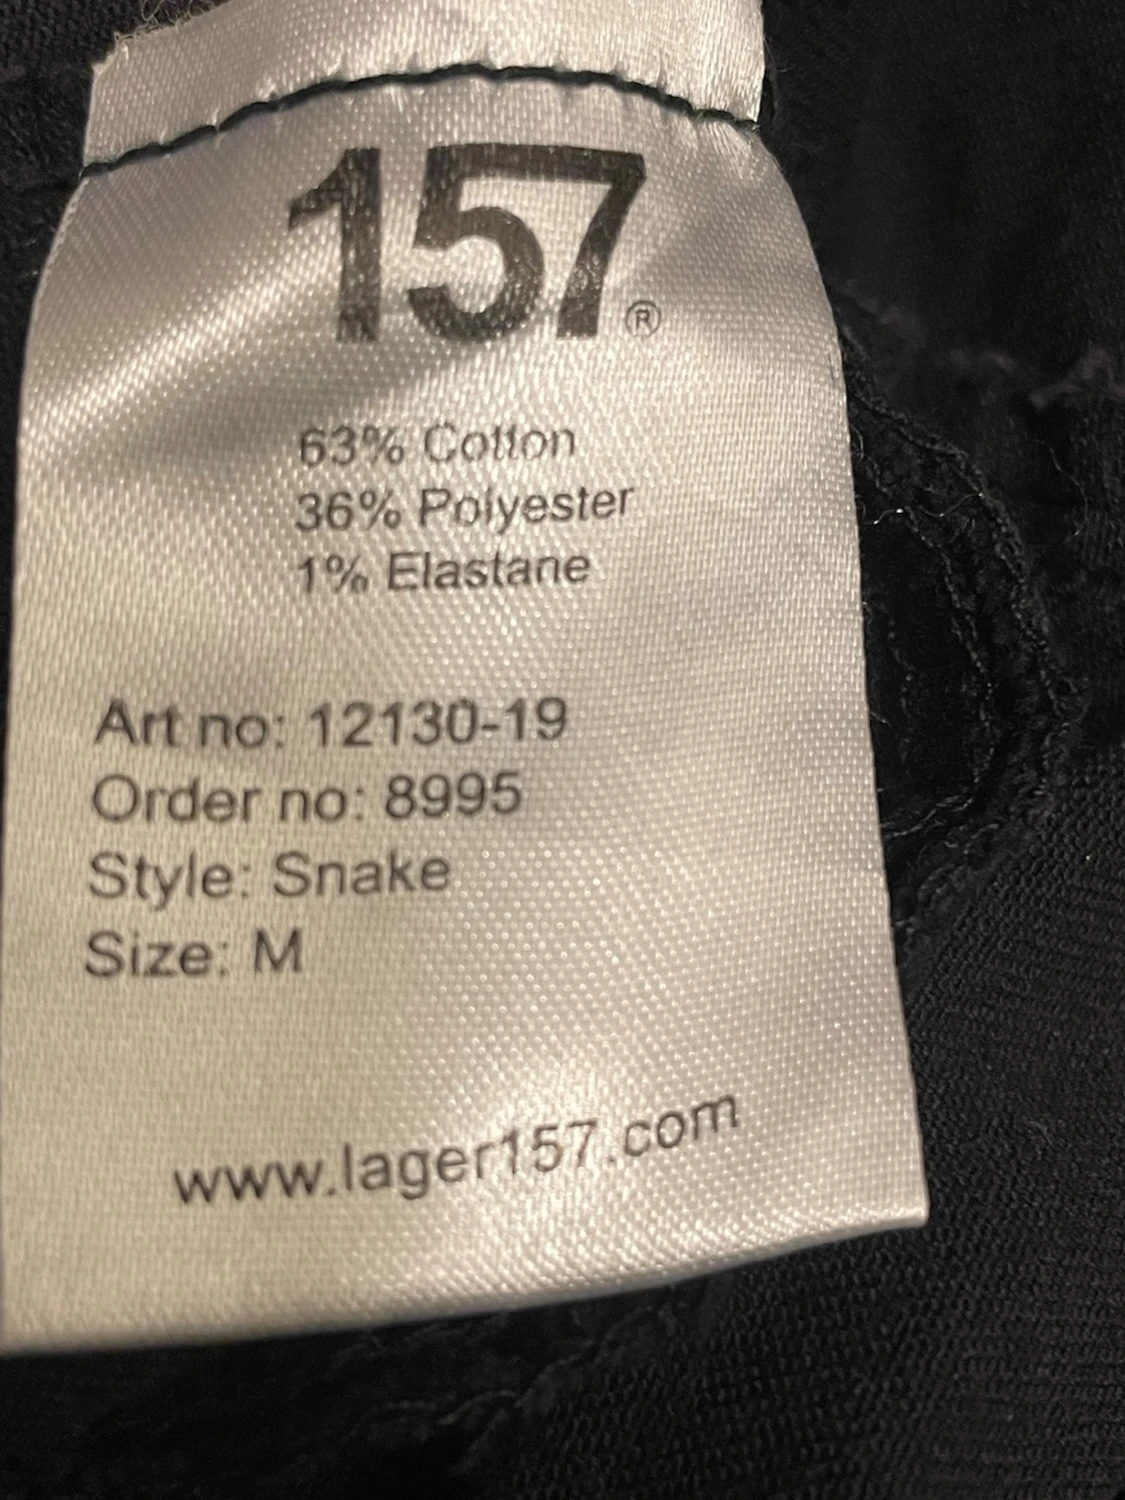 157®
63% Cotton
36% Polyester
1% Elastane
Art no: 12130-19
Order no: 8995
Style: Snake
Size: M
www.lager157.com